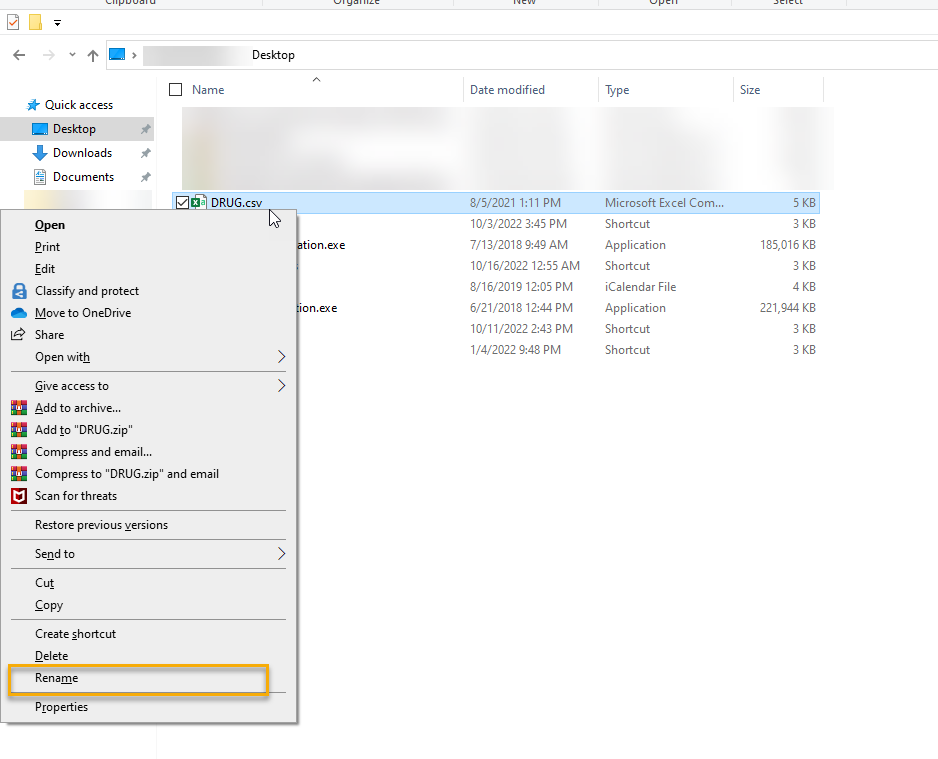 Clipboard
Organize
New
Open
Select
Desktop
Name
Date modified
Type
Size
Quick access
Desktop
Downloads
Documents
DRUG.csv 8/5/2021 1:11 PM Microsoft Excel Com... 5 KB
10/3/2022 3:45 PM Shortcut 3 KB
ation.exe 7/13/2018 9:49 AM Application 185,016 KB
10/16/2022 12:55 AM Shortcut 3 KB
8/16/2019 12:05 PM iCalendar File 4 KB
tion.exe 6/21/2018 12:44 PM Application 221,944 KB
10/11/2022 2:43 PM Shortcut 3 KB
1/4/2022 9:48 PM Shortcut 3 KB
Open
Print
Edit
Classify and protect
Move to OneDrive
Share
Open with
Give access to
Add to archive...
Add to "DRUG.zip"
Compress and email...
Compress to "DRUG.zip" and email
Scan for threats
Restore previous versions
Send to
Cut
Copy
Create shortcut
Delete
Rename
Properties